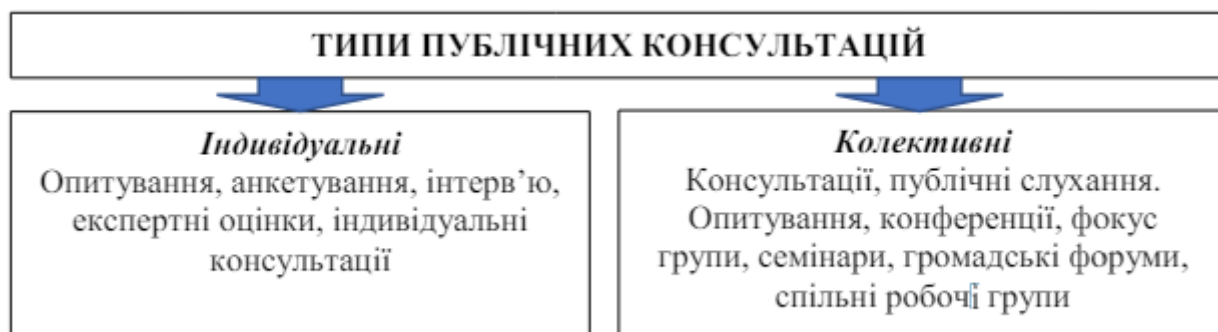 ТИПИ ПУБЛІЧНИХ КОНСУЛЬТАЦІЙ
Індивідуальні
Опитування, анкетування, інтерв’ю,
експертні оцінки, індивідуальні
консультації
Колективні
Консультації, публічні слухання.
Опитування, конференції, фокус
групи, семінари, громадські форуми,
спільні робочі групи